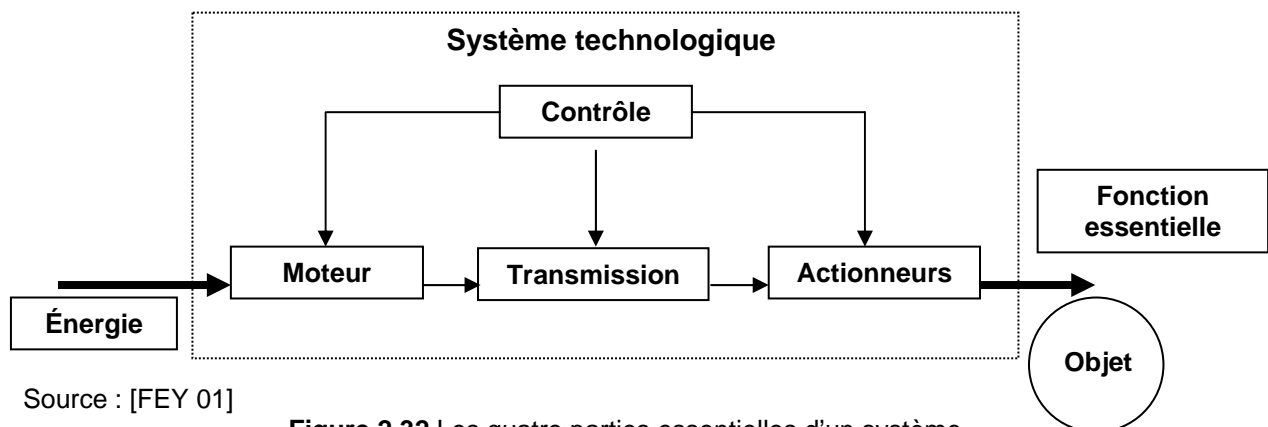 Système technologique
Contrôle
Fonction
essentielle
Moteur
Transmission
Actionneurs
Énergie
Objet
Source : [FEY 01]
Figure 2.32 Les quatre parties essentielles d'un système